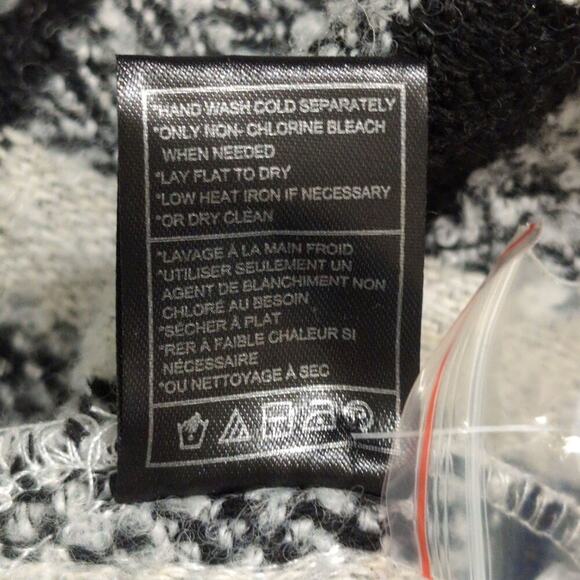 *HAND WASH COLD SEPARATELY
*ONLY NON- CHLORINE BLEACH
WHEN NEEDED
*LAY FLAT TO DRY
*LOW HEAT IRON IF NECESSARY
*OR DRY CLEAN
*LAVAGE À LA MAIN FROID
*UTILISER SEULEMENT UN
AGENT DE BLANCHIMENT NON
CHLORÉ AU BESOIN
*SÉCHER À PLAT
*RER À FAIBLE CHALEUR SI
NÉCESSAIRE
*OU NETTOYAGE À SEC